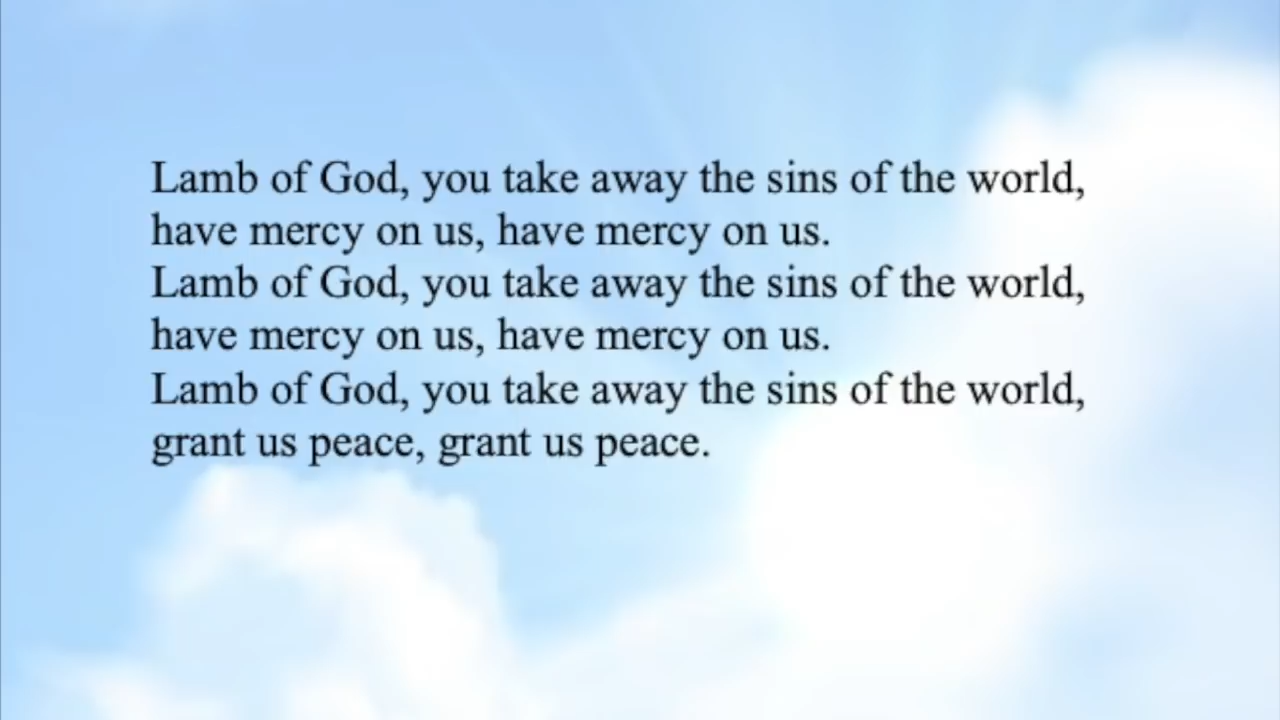 Lamb of God, you take away the sins of the world,
have mercy on us, have mercy on us.
Lamb of God, you take away the sins of the world,
have mercy on us, have mercy on us.
Lamb of God, you take away the sins of the world,
grant us peace, grant us peace.